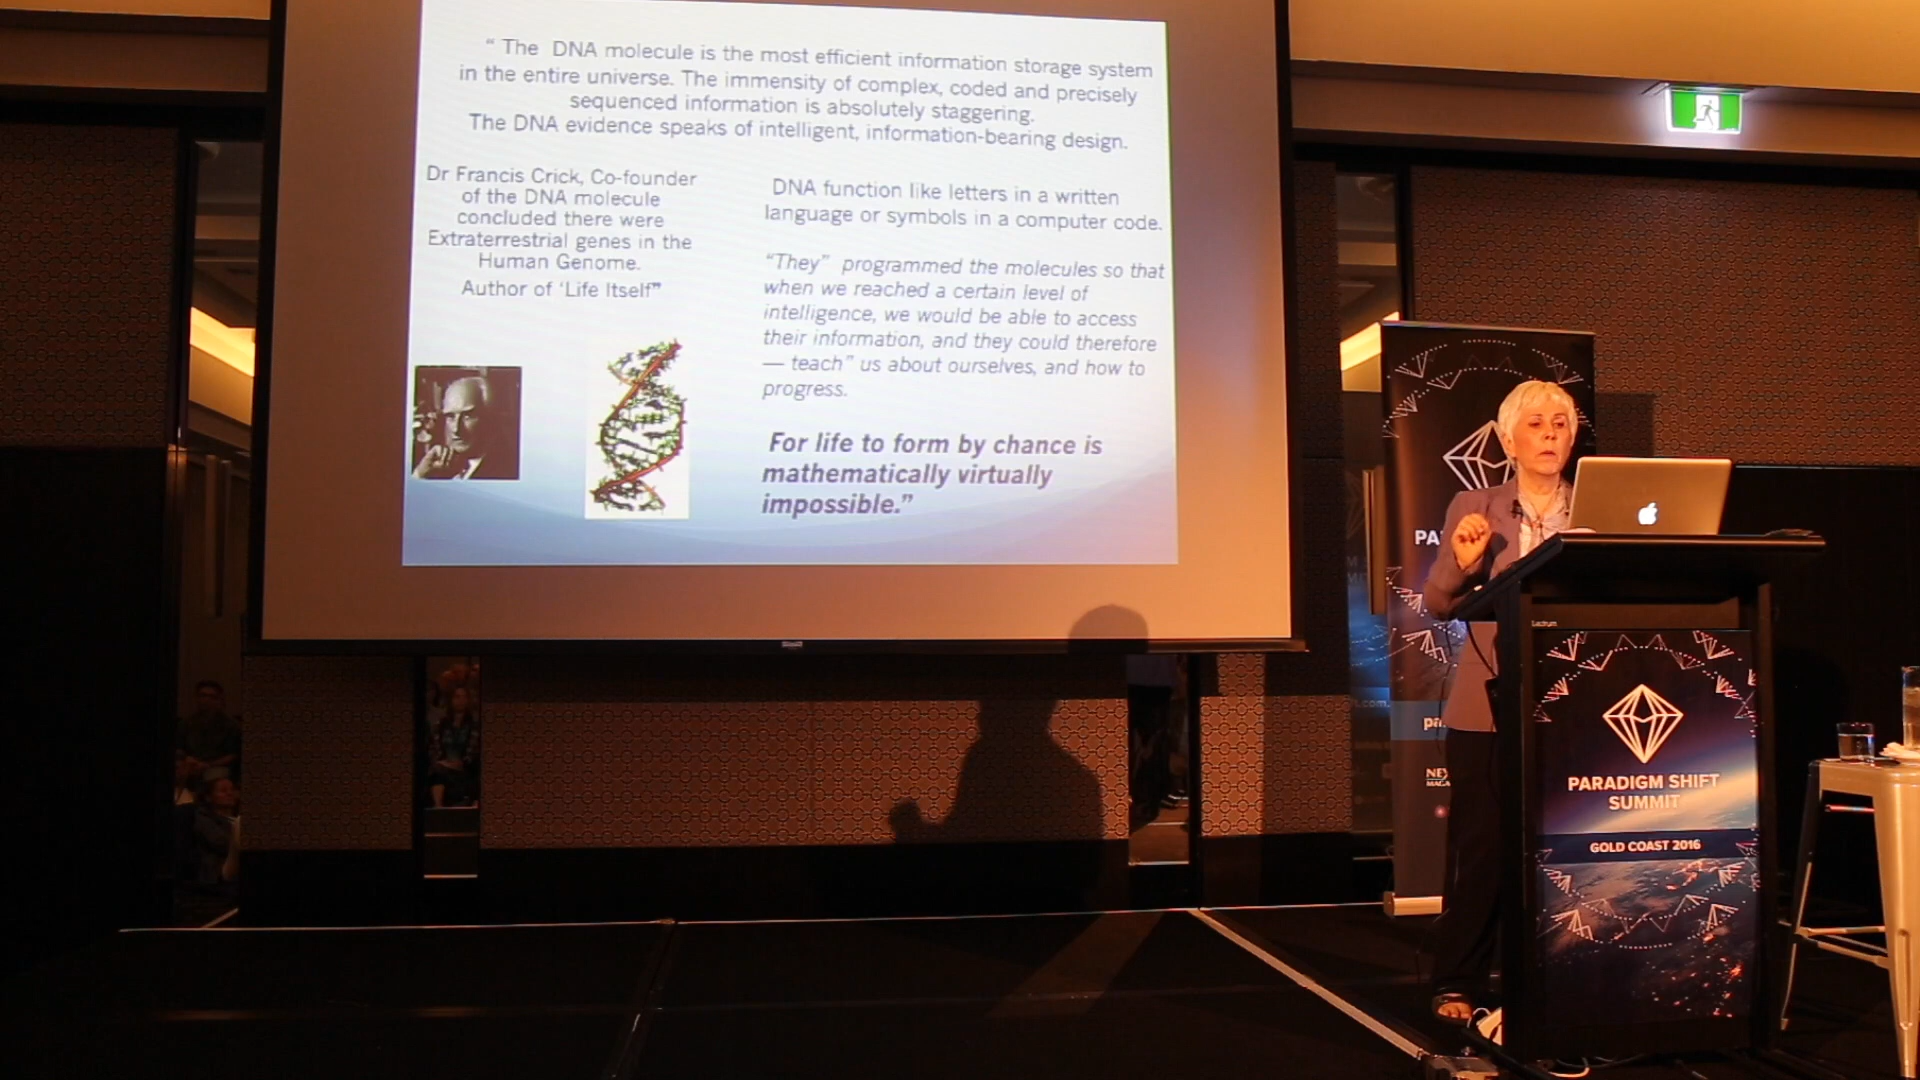 “ The DNA molecule is the most efficient information storage system
in the entire universe. The immensity of complex, coded and precisely
sequenced information is absolutely staggering.
The DNA evidence speaks of intelligent, information-bearing design.
Dr Francis Crick, Co-founder
of the DNA molecule
concluded there were
Extraterrestrial genes in the
Human Genome.
Author of ‘Life Itself”
DNA function like letters in a written
language or symbols in a computer code.
“They” programmed the molecules so that
when we reached a certain level of
intelligence, we would be able to access
their information, and they could therefore
— teach” us about ourselves, and how to
progress.
For life to form by chance is
mathematically virtually
impossible.”
PA
pa
NEX
MAGA
Lectrum
PARADIGM SHIFT
SUMMIT
GOLD COAST 2016